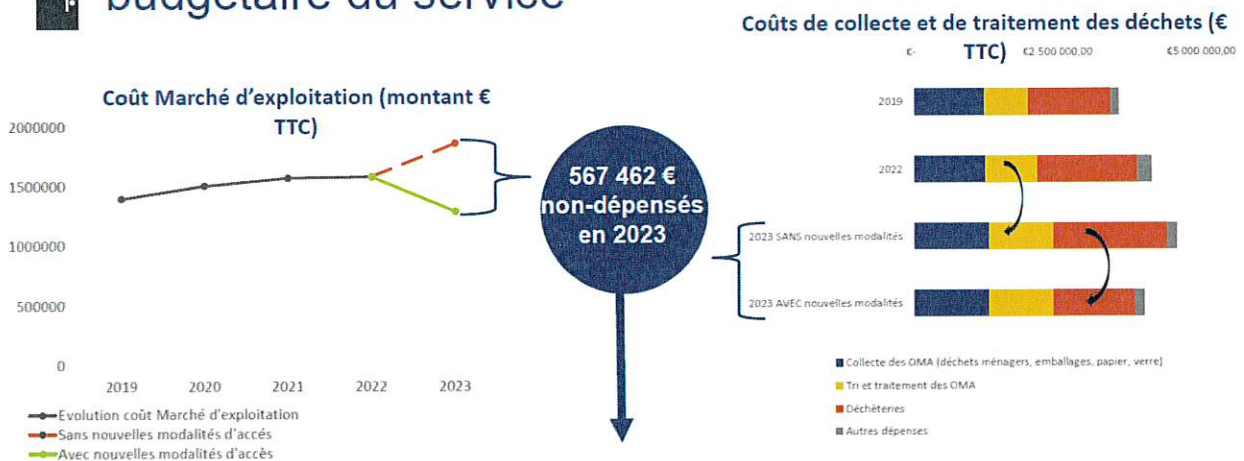 budgétaire du service
Coût Marché d'exploitation (montant €
TTC)
2000000
1500000
1000000
500000
0
2019 2020 2021 2022 2023
Evolution coût Marché d'exploitation
Sans nouvelles modalités d'accés
Avec nouvelles modalités d'accès
567 462 €
non-dépensés
en 2023
Coûts de collecte et de traitement des déchets (€
TTC)
€- €2 500 000,00 €5 000 000,00
2019
2022
2023 SANS nouvelles modalités
2023 AVEC nouvelles modalités
Collecte des OMA (déchets ménagers, emballages, papier, verre)
Tri et traitement des OMA
Déchèteries
Autres dépenses